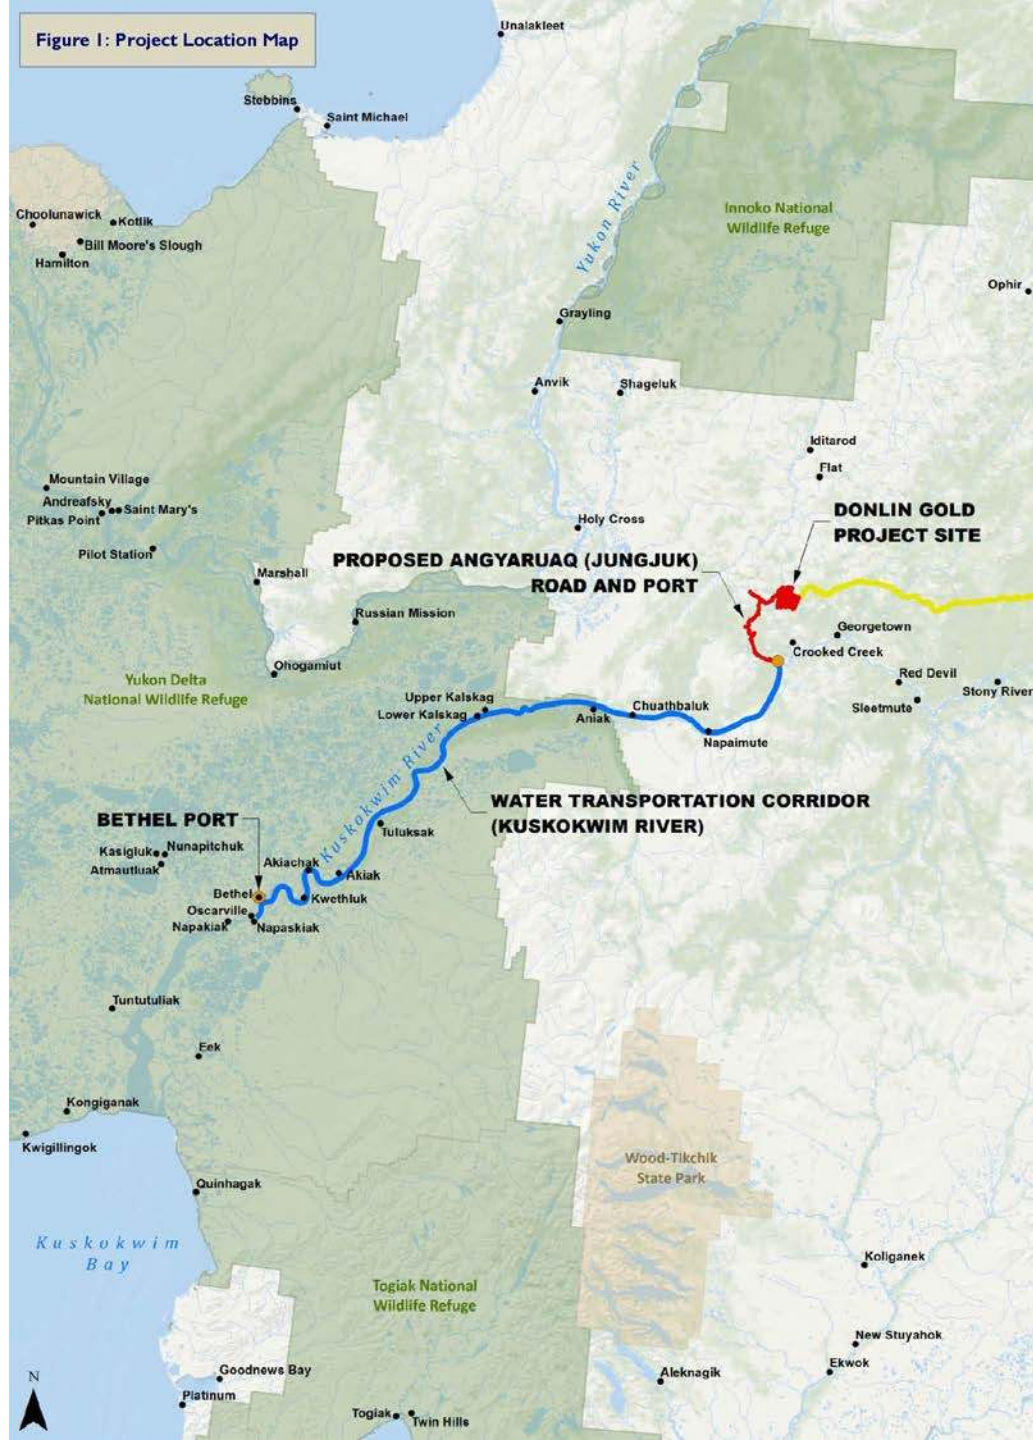 Figure 1: Project Location Map
Unalakleet
Stebbins
Saint Michael
Yukon River
Choolunawick
Kotlik
Bill Moore's Slough
Hamilton
Innoko National
Wildlife Refuge
Ophir
Grayling
Anvik
Shageluk
Iditarod
Flat
Mountain Village
Andreafsky
Saint Mary's
Pitkas Point
Pilot Station
Holy Cross
DONLIN GOLD
PROJECT SITE
PROPOSED ANGYARUAQ (JUNGJUK)
ROAD AND PORT
Marshall
Russian Mission
Georgetown
Crooked Creek
Ohogamiut
Yukon Delta
National Wildlife Refuge
Red Devil
Stony River
Sleetmute
Upper Kalskag
Lower Kalskag
Aniak
Chuathbaluk
Napaimute
Kuskokwim River
WATER TRANSPORTATION CORRIDOR
(KUSKOKWIM RIVER)
BETHEL PORT
Tuluksak
Kasigluk
Nunapitchuk
Atmautluak
Akiachak
Akiak
Bethel
Kwethluk
Oscarville
Napakiak
Napaskiak
Tuntutuliak
Eek
Kongiganak
Kwigillingok
Quinhagak
Wood-Tikchik
State Park
Kuskokwim
Bay
Koliganek
Togiak National
Wildlife Refuge
New Stuyahok
Ekwok
Aleknagik
Goodnews Bay
Platinum
Togiak
Twin Hills
N